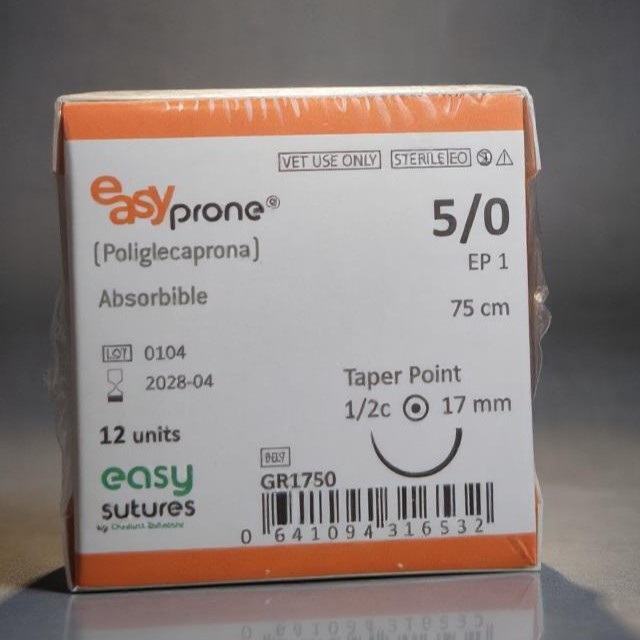 VET USE ONLY STERILE EO
easyprone®
5/0
(Poliglecaprona)
EP 1
Absorbible
75 cm
LOT 0104
2028-04
Taper Point
1/2c 17 mm
12 units
GR1750
easy
sutures
0 641094 316532